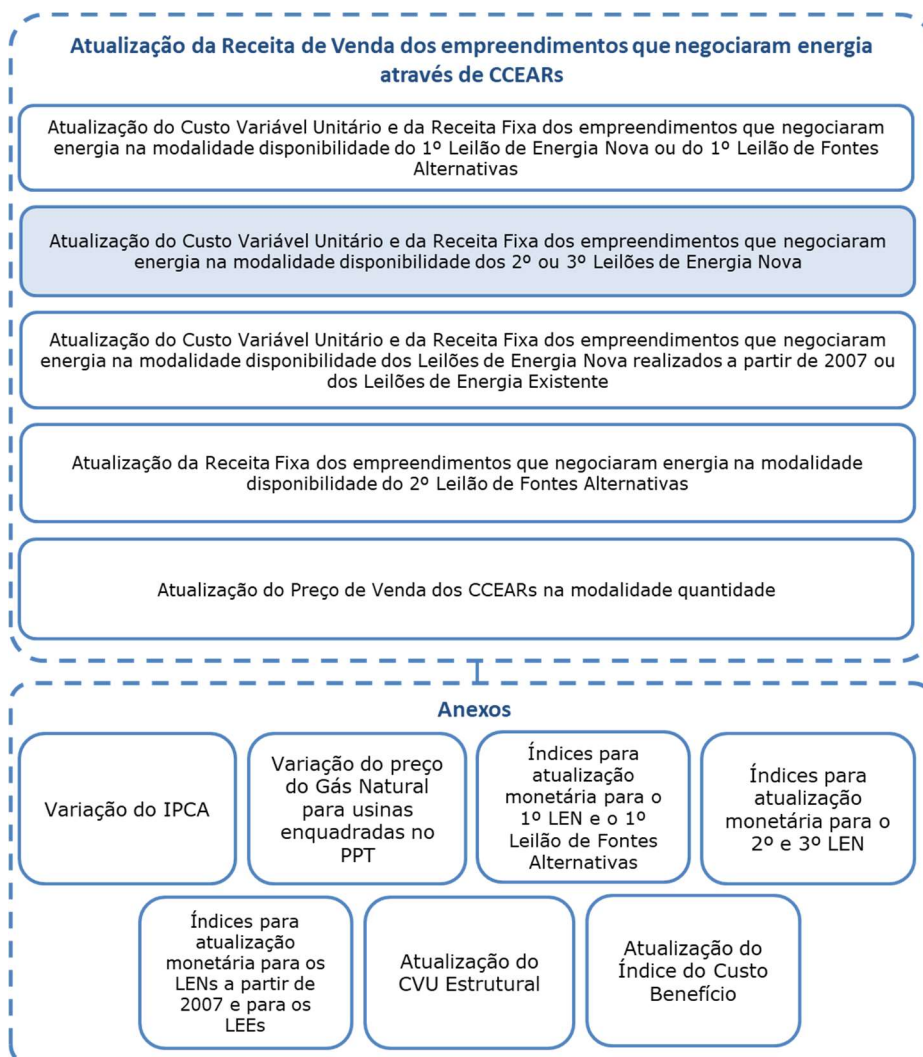 Atualização da Receita de Venda dos empreendimentos que negociaram energia
através de CCEARs
Atualização do Custo Variável Unitário e da Receita Fixa dos empreendimentos que negociaram
energia na modalidade disponibilidade do 1º Leilão de Energia Nova ou do 1º Leilão de Fontes
Alternativas
Atualização do Custo Variável Unitário e da Receita Fixa dos empreendimentos que negociaram
energia na modalidade disponibilidade dos 2º ou 3º Leilões de Energia Nova
Atualização do Custo Variável Unitário e da Receita Fixa dos empreendimentos que negociaram
energia na modalidade disponibilidade dos Leilões de Energia Nova realizados a partir de 2007 ou
dos Leilões de Energia Existente
Atualização da Receita Fixa dos empreendimentos que negociaram energia na modalidade
disponibilidade do 2º Leilão de Fontes Alternativas
Atualização do Preço de Venda dos CCEARs na modalidade quantidade
Anexos
Variação do IPCA
Variação do preço
do Gás Natural
para usinas
enquadradas no
PPT
Índices para
atualização
monetária para o
1º LEN e o 1º
Leilão de Fontes
Alternativas
Índices para
atualização
monetária para o
2º e 3º LEN
Índices para
atualização
monetária para os
LENs a partir de
2007 e para os
LEEs
Atualização do
CVU Estrutural
Atualização do
Índice do Custo
Benefício